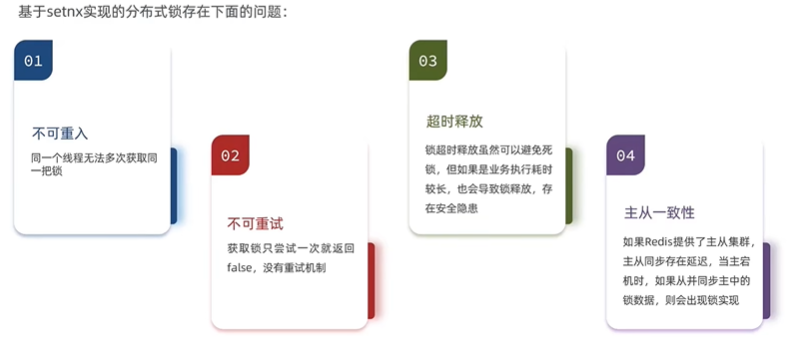 基于setnx实现的分布式锁存在下面的问题：
01
不可重入
同一个线程无法多次获取同
一把锁
02
不可重试
获取锁只尝试一次就返回
false，没有重试机制
03
超时释放
锁超时释放虽然可以避免死
锁，但如果是业务执行耗时
较长，也会导致锁释放，存
在安全隐患
04
主从一致性
如果Redis提供了主从集群，
主从同步存在延迟，当主宕
机时，如果从并同步主中的
锁数据，则会出现锁实现